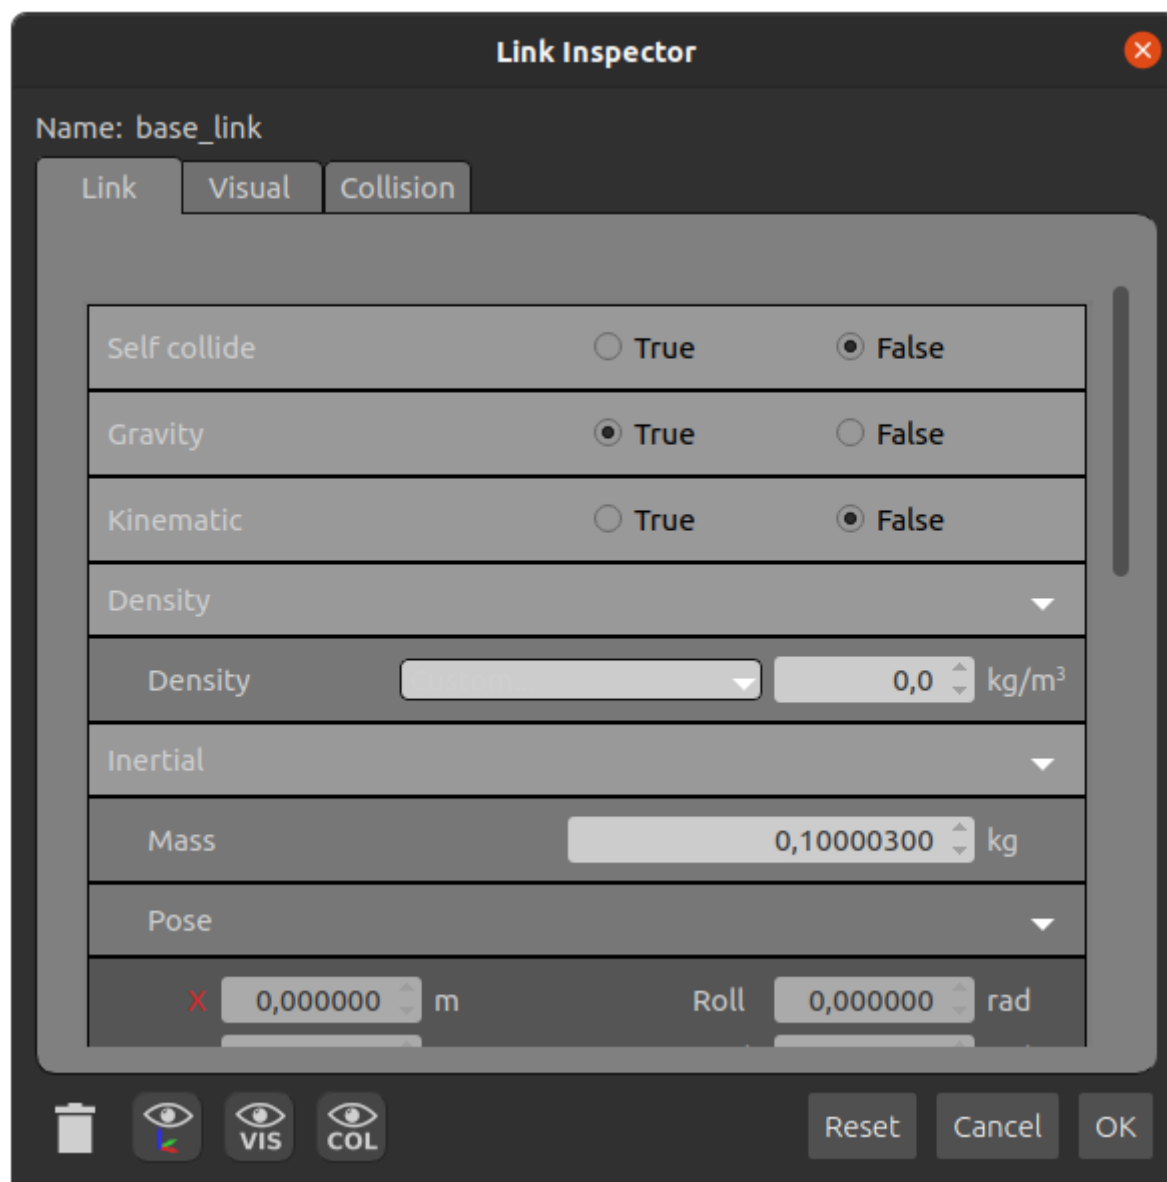 Link Inspector
Name: base_link
Link Visual Collision
Self collide True False
Gravity True False
Kinematic True False
Density
Density Custom... 0,0 kg/m³
Inertial
Mass 0,10000300 kg
Pose
X 0,000000 m Roll 0,000000 rad
VIS COL Reset Cancel OK